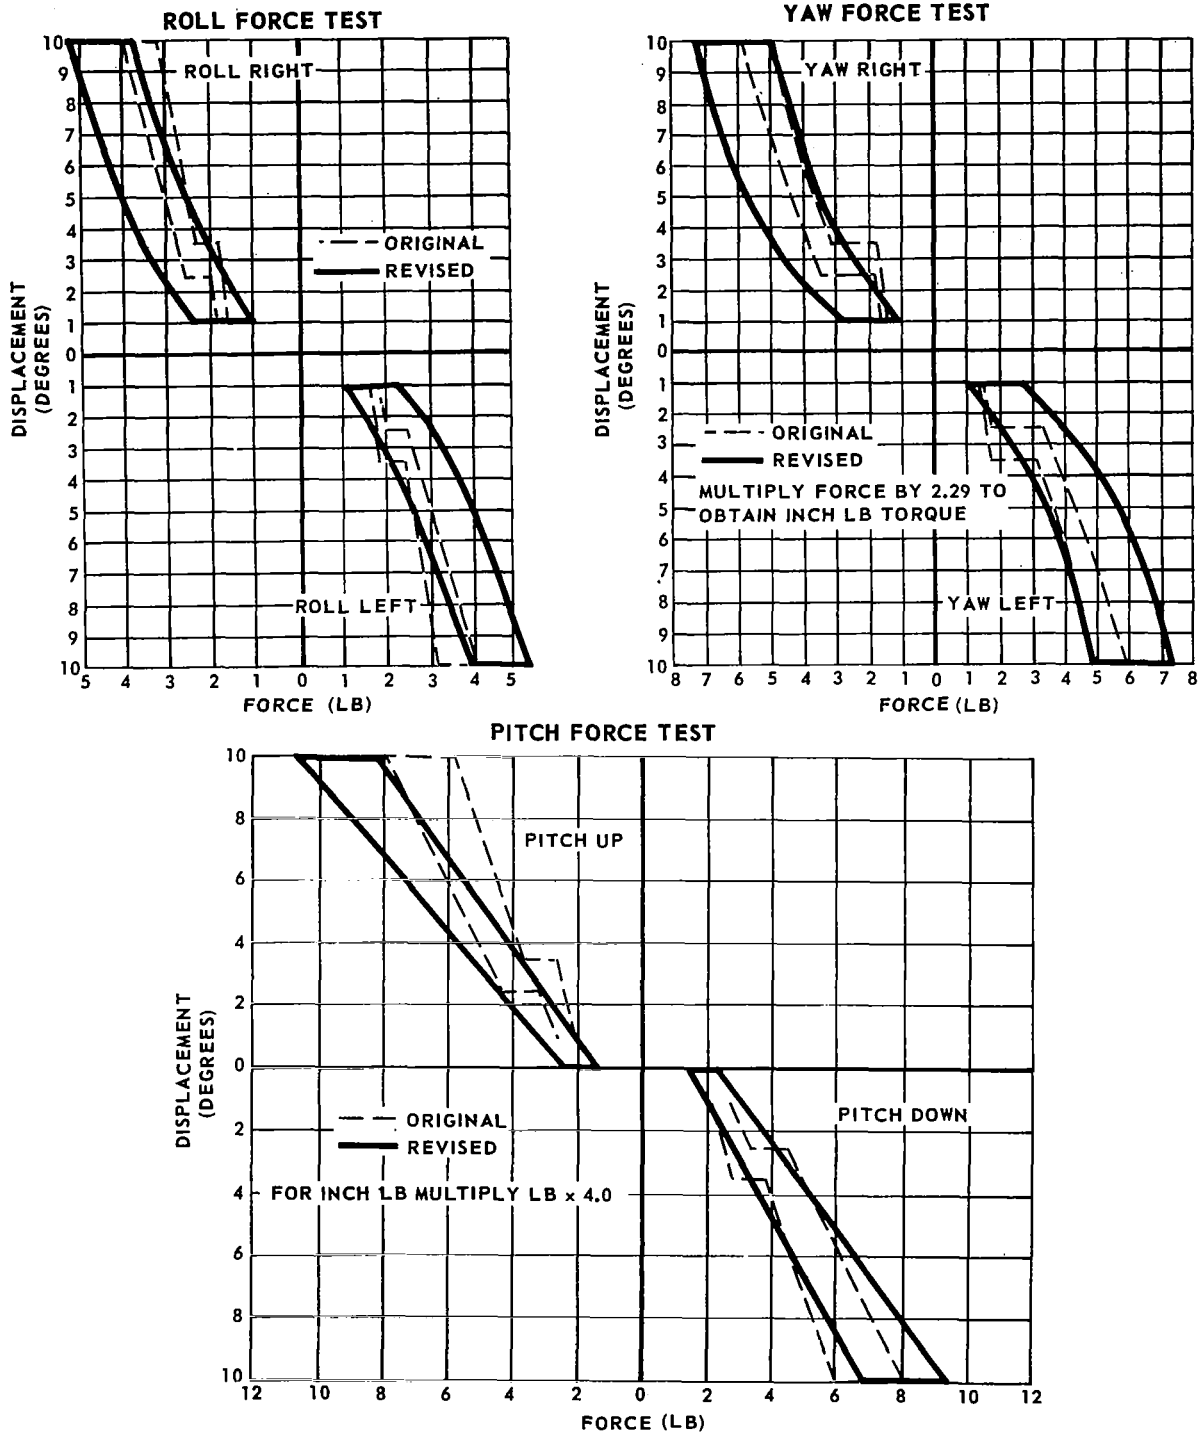 ROLL FORCE TEST
10
9
8
7
6
5
4
3
2
1
0
1
2
3
4
5
6
7
8
9
10
DISPLACEMENT
(DEGREES)
ROLL RIGHT
ORIGINAL
REVISED
ROLL LEFT
5 4 3 2 1 0 1 2 3 4 5
FORCE (LB)
YAW FORCE TEST
10
9
8
7
6
5
4
3
2
1
0
1
2
3
4
5
6
7
8
9
10
DISPLACEMENT
(DEGREES)
YAW RIGHT
ORIGINAL
REVISED
MULTIPLY FORCE BY 2.29 TO
OBTAIN INCH LB TORQUE
YAW LEFT
8 7 6 5 4 3 2 1 0 1 2 3 4 5 6 7 8
FORCE (LB)
PITCH FORCE TEST
10
8
6
4
2
0
2
4
6
8
10
DISPLACEMENT
(DEGREES)
PITCH UP
ORIGINAL
REVISED
PITCH DOWN
FOR INCH LB MULTIPLY LB × 4.0
12 10 8 6 4 2 0 2 4 6 8 10 12
FORCE (LB)